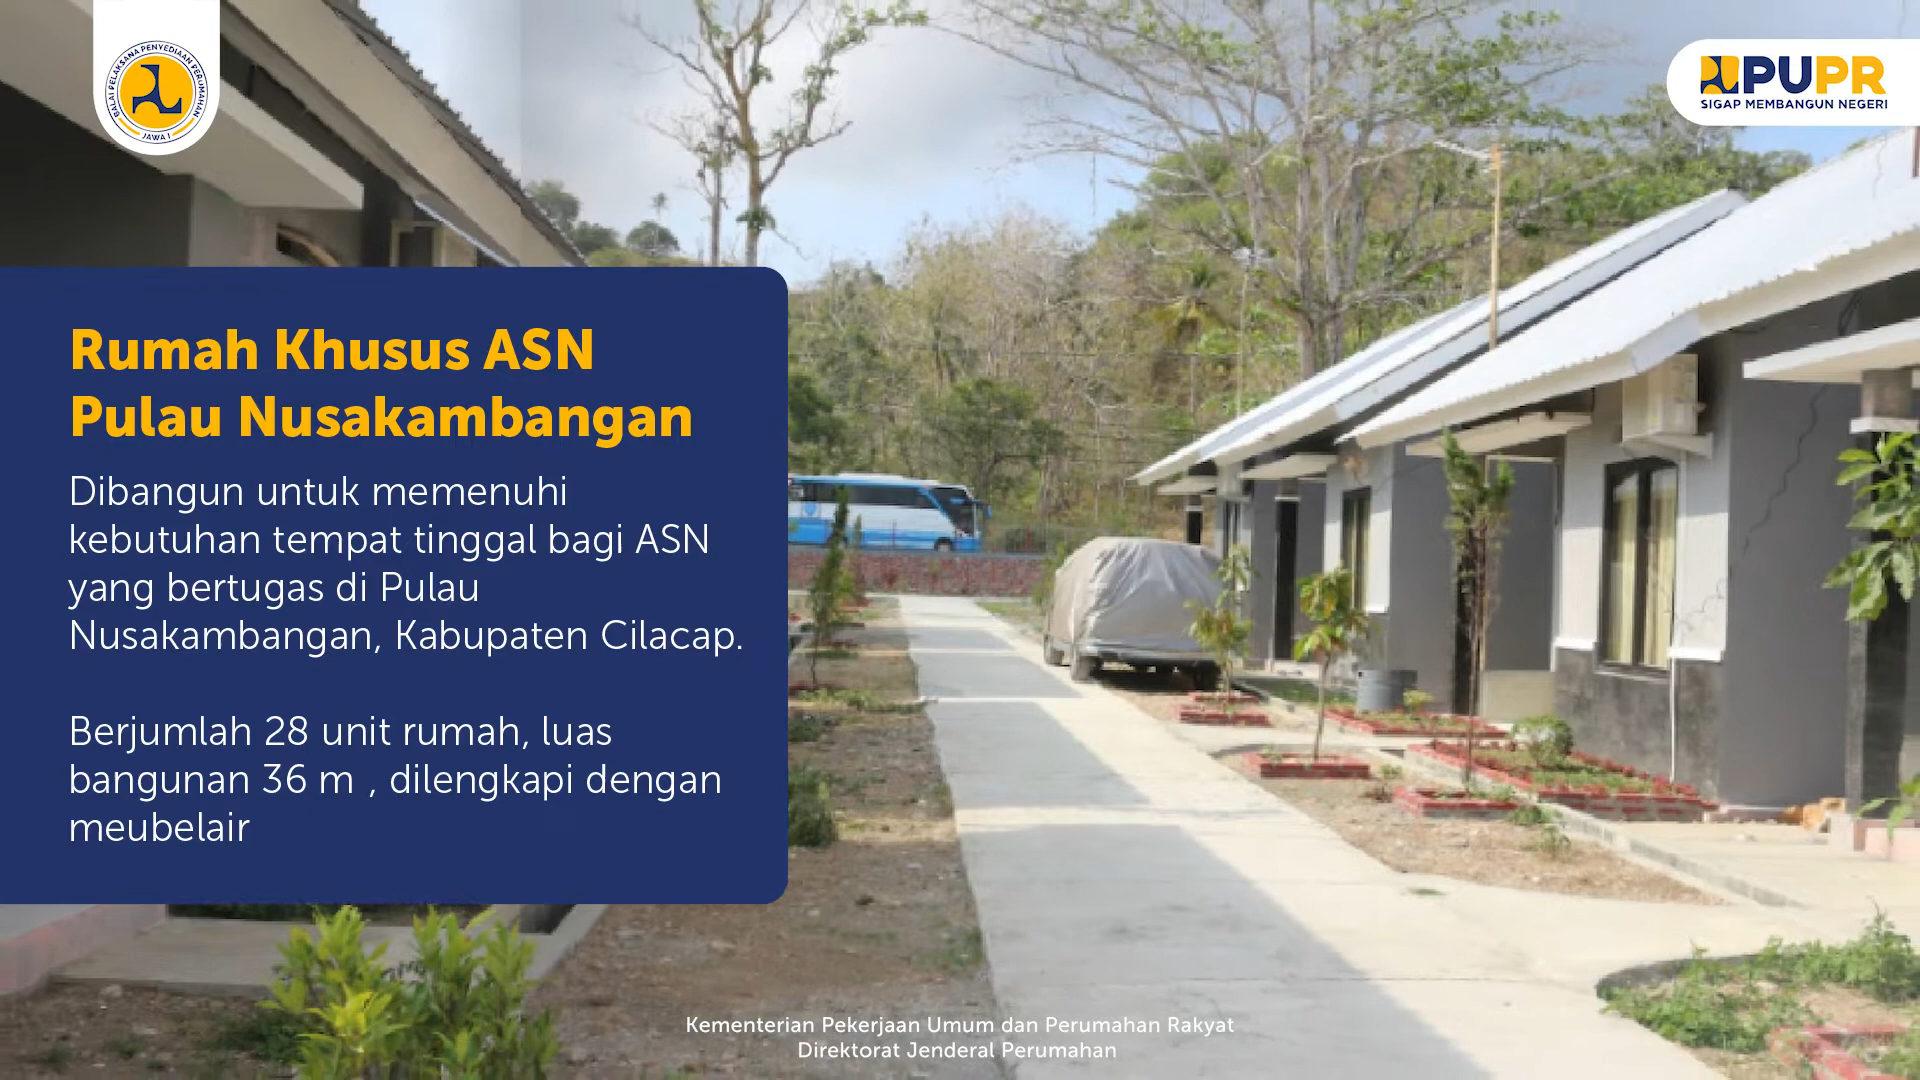 BALAI PELAKSANA PENYEDIAAN PERUMAHAN
JAWA I
PUPR
SIGAP MEMBANGUN NEGERI
Rumah Khusus ASN
Pulau Nusakambangan
Dibangun untuk memenuhi
kebutuhan tempat tinggal bagi ASN
yang bertugas di Pulau
Nusakambangan, Kabupaten Cilacap.
Berjumlah 28 unit rumah, luas
bangunan 36 m , dilengkapi dengan
meubelair
Kementerian Pekerjaan Umum dan Perumahan Rakyat
Direktorat Jenderal Perumahan